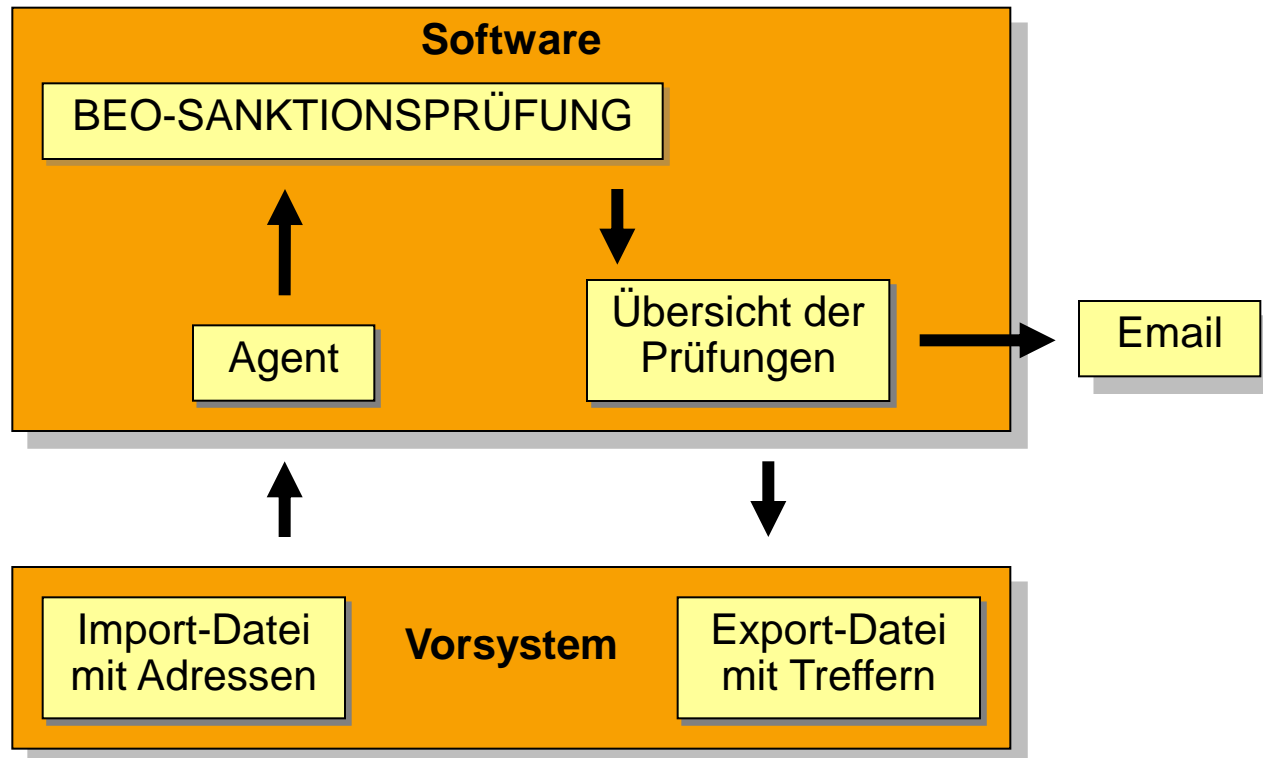 Software
BEO-SANKTIONSPRÜFUNG
Agent
Übersicht der
Prüfungen
Email
Import-Datei
mit Adressen
Vorsystem
Export-Datei
mit Treffern